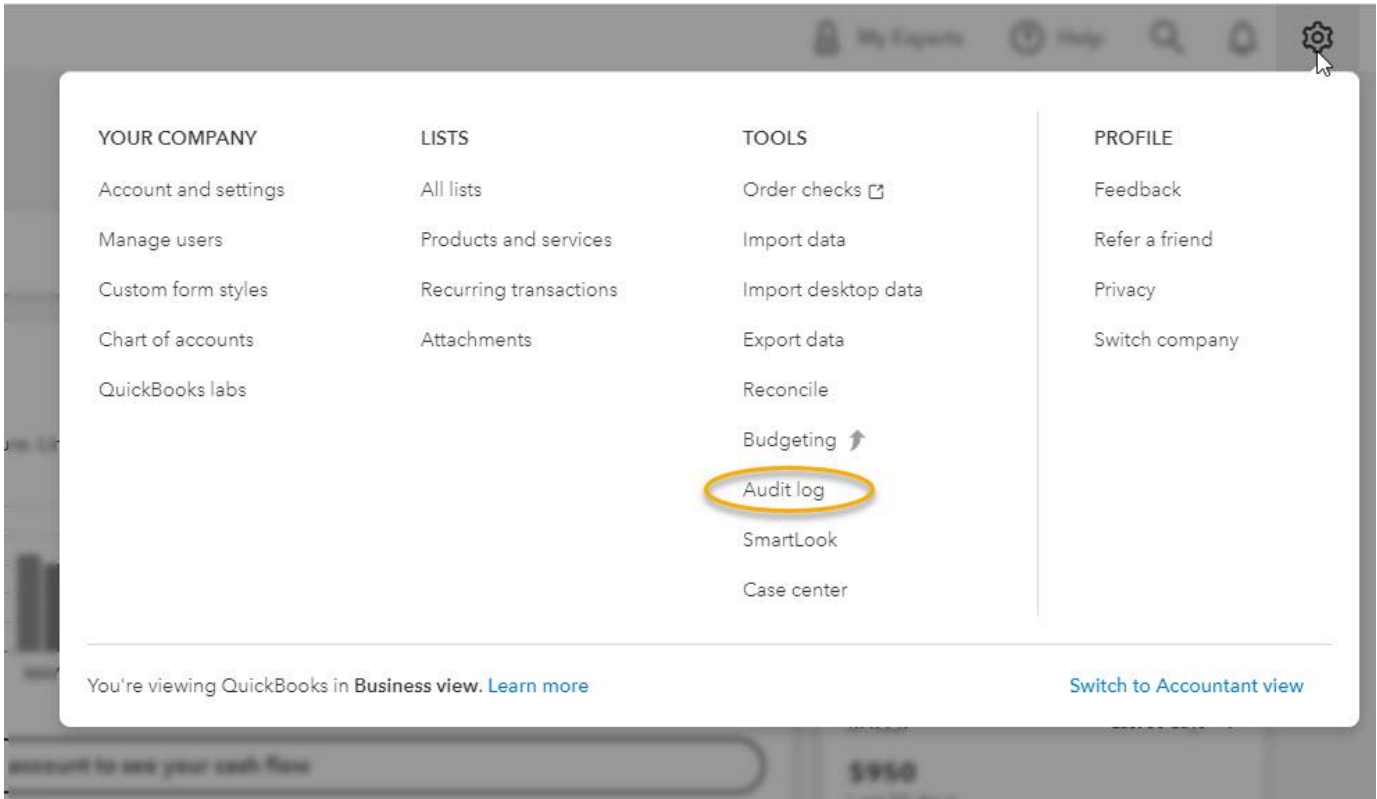 My Experts
Help
YOUR COMPANY
Account and settings
Manage users
Custom form styles
Chart of accounts
QuickBooks labs
LISTS
All lists
Products and services
Recurring transactions
Attachments
TOOLS
Order checks
Import data
Import desktop data
Export data
Reconcile
Budgeting
Audit log
SmartLook
Case center
PROFILE
Feedback
Refer a friend
Privacy
Switch company
You're viewing QuickBooks in Business view. Learn more
Switch to Accountant view
account to see your cash flow
$950